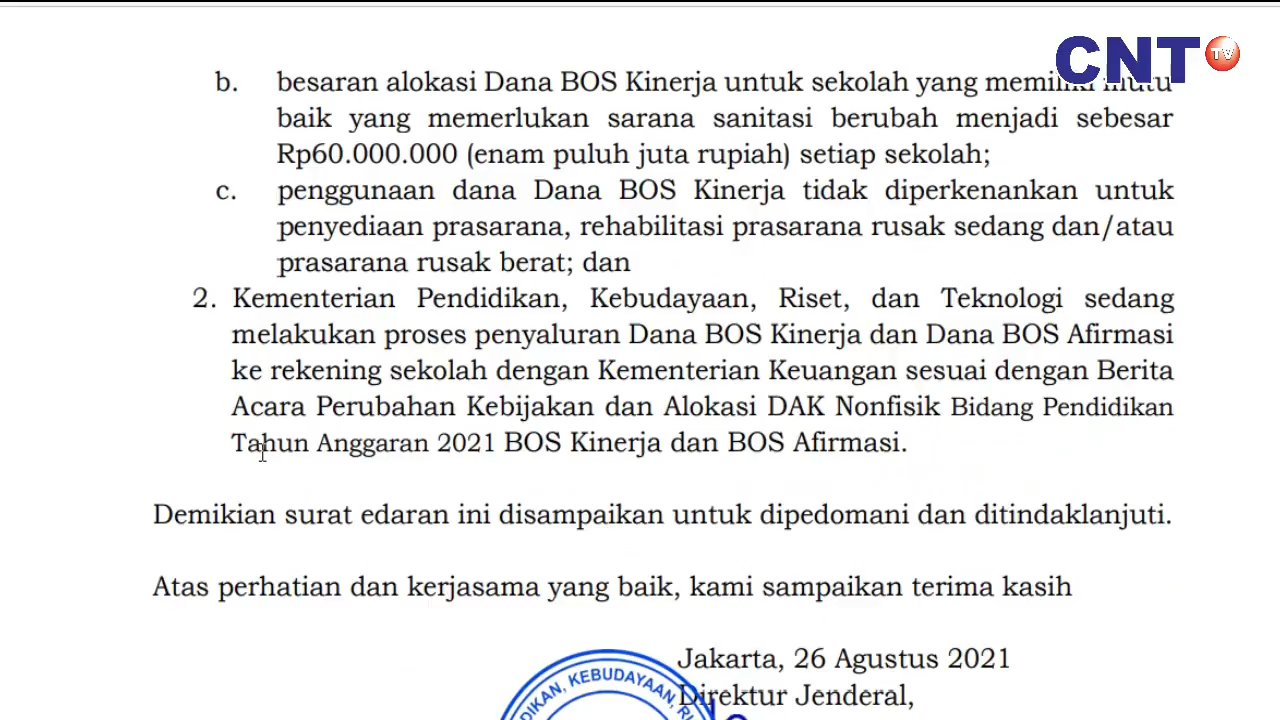 CNT TV
b. besaran alokasi Dana BOS Kinerja untuk sekolah yang memiliki mutu
baik yang memerlukan sarana sanitasi berubah menjadi sebesar
Rp60.000.000 (enam puluh juta rupiah) setiap sekolah;
c. penggunaan dana Dana BOS Kinerja tidak diperkenankan untuk
penyediaan prasarana, rehabilitasi prasarana rusak sedang dan/atau
prasarana rusak berat; dan
2. Kementerian Pendidikan, Kebudayaan, Riset, dan Teknologi sedang
melakukan proses penyaluran Dana BOS Kinerja dan Dana BOS Afirmasi
ke rekening sekolah dengan Kementerian Keuangan sesuai dengan Berita
Acara Perubahan Kebijakan dan Alokasi DAK Nonfisik Bidang Pendidikan
Tahun Anggaran 2021 BOS Kinerja dan BOS Afirmasi.
Demikian surat edaran ini disampaikan untuk dipedomani dan ditindaklanjuti.
Atas perhatian dan kerjasama yang baik, kami sampaikan terima kasih
Jakarta, 26 Agustus 2021
Direktur Jenderal,
KEBUDAYAAN,